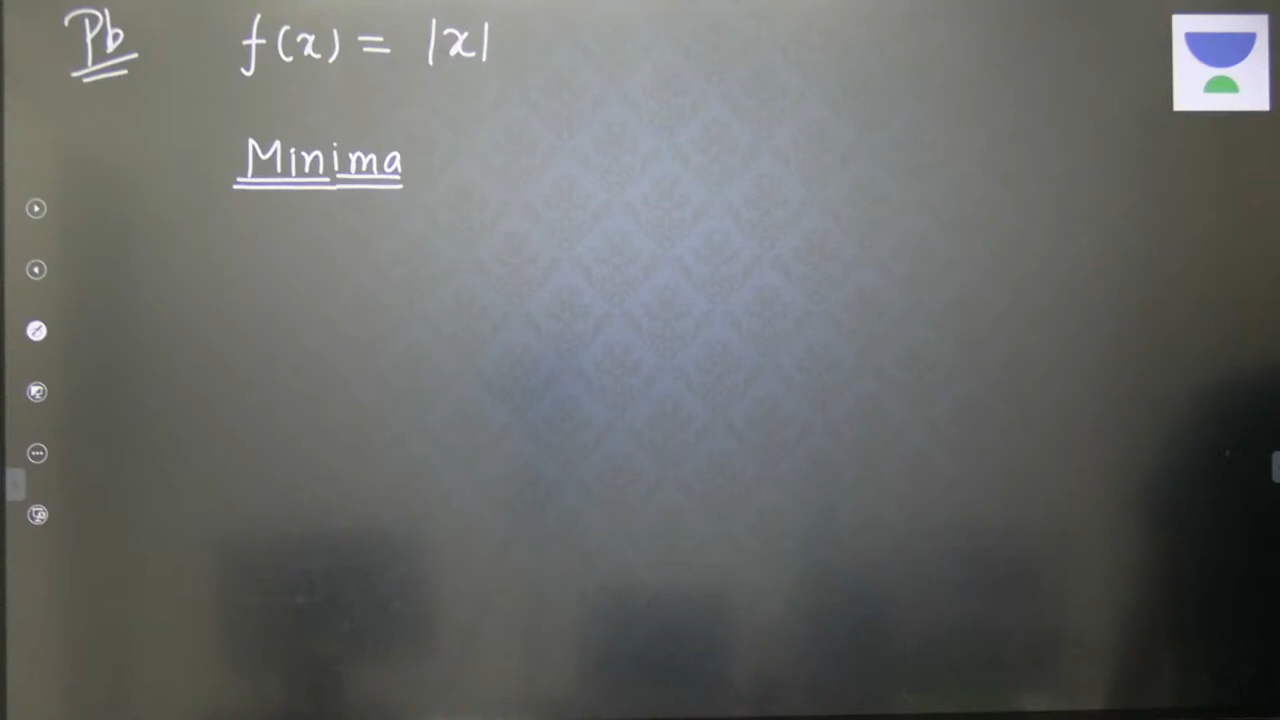 Pb f(x) = |x|
Minima